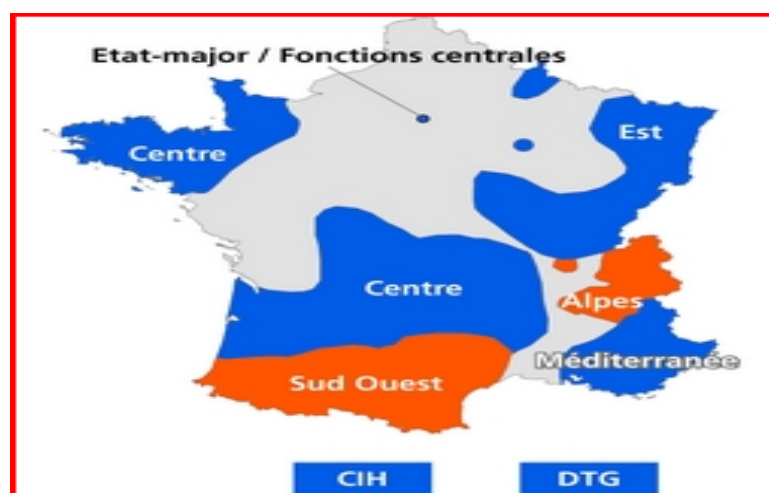 Etat-major / Fonctions centrales
Est
Centre
Centre
Alpes
Méditerranée
Sud Ouest
CIH
DTG